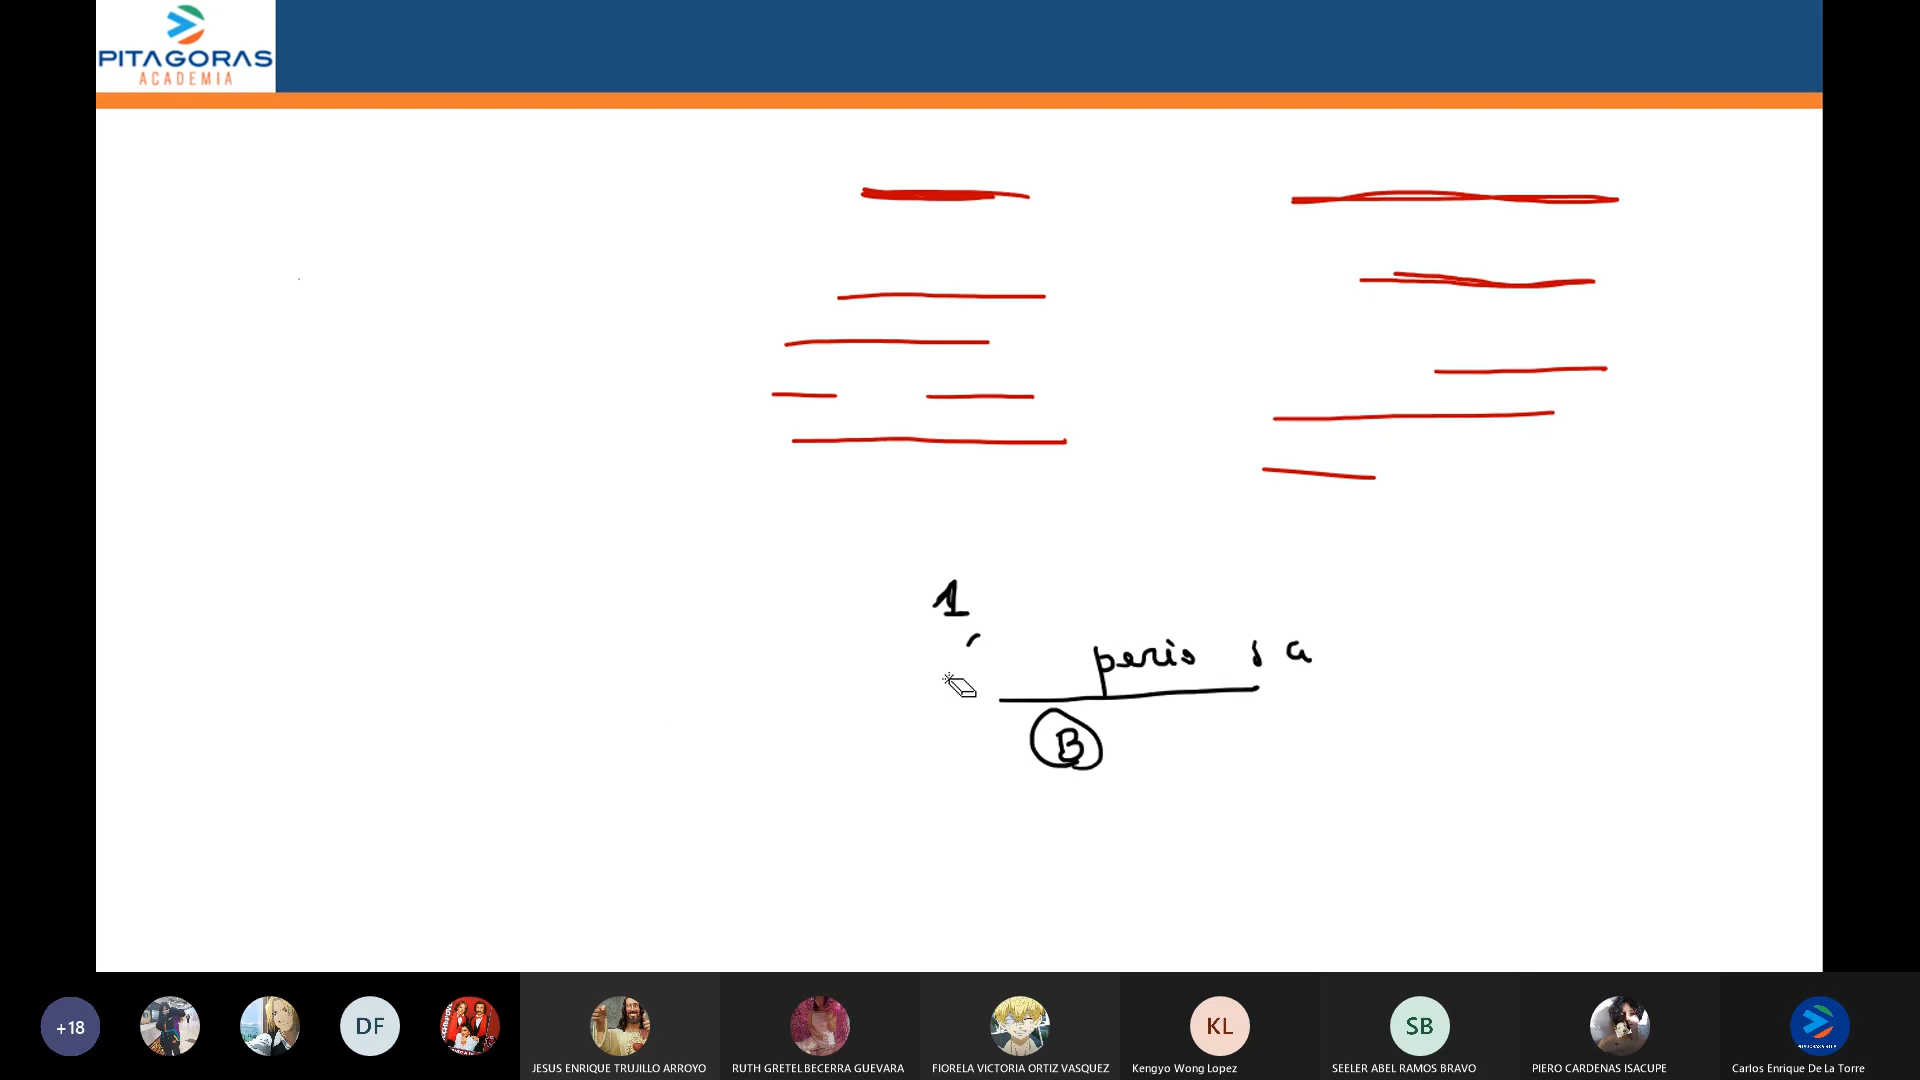 PITAGORAS
ACADEMIA
1
B
+18
DF
KL
SB
JESUS ENRIQUE TRUJILLO ARROYO
RUTH GRETEL BECERRA GUEVARA
FIORELA VICTORIA ORTIZ VASQUEZ
Kengyo Wong Lopez
SEELER ABEL RAMOS BRAVO
PIERO CARDENAS ISACUPE
Carlos Enrique De La Torre